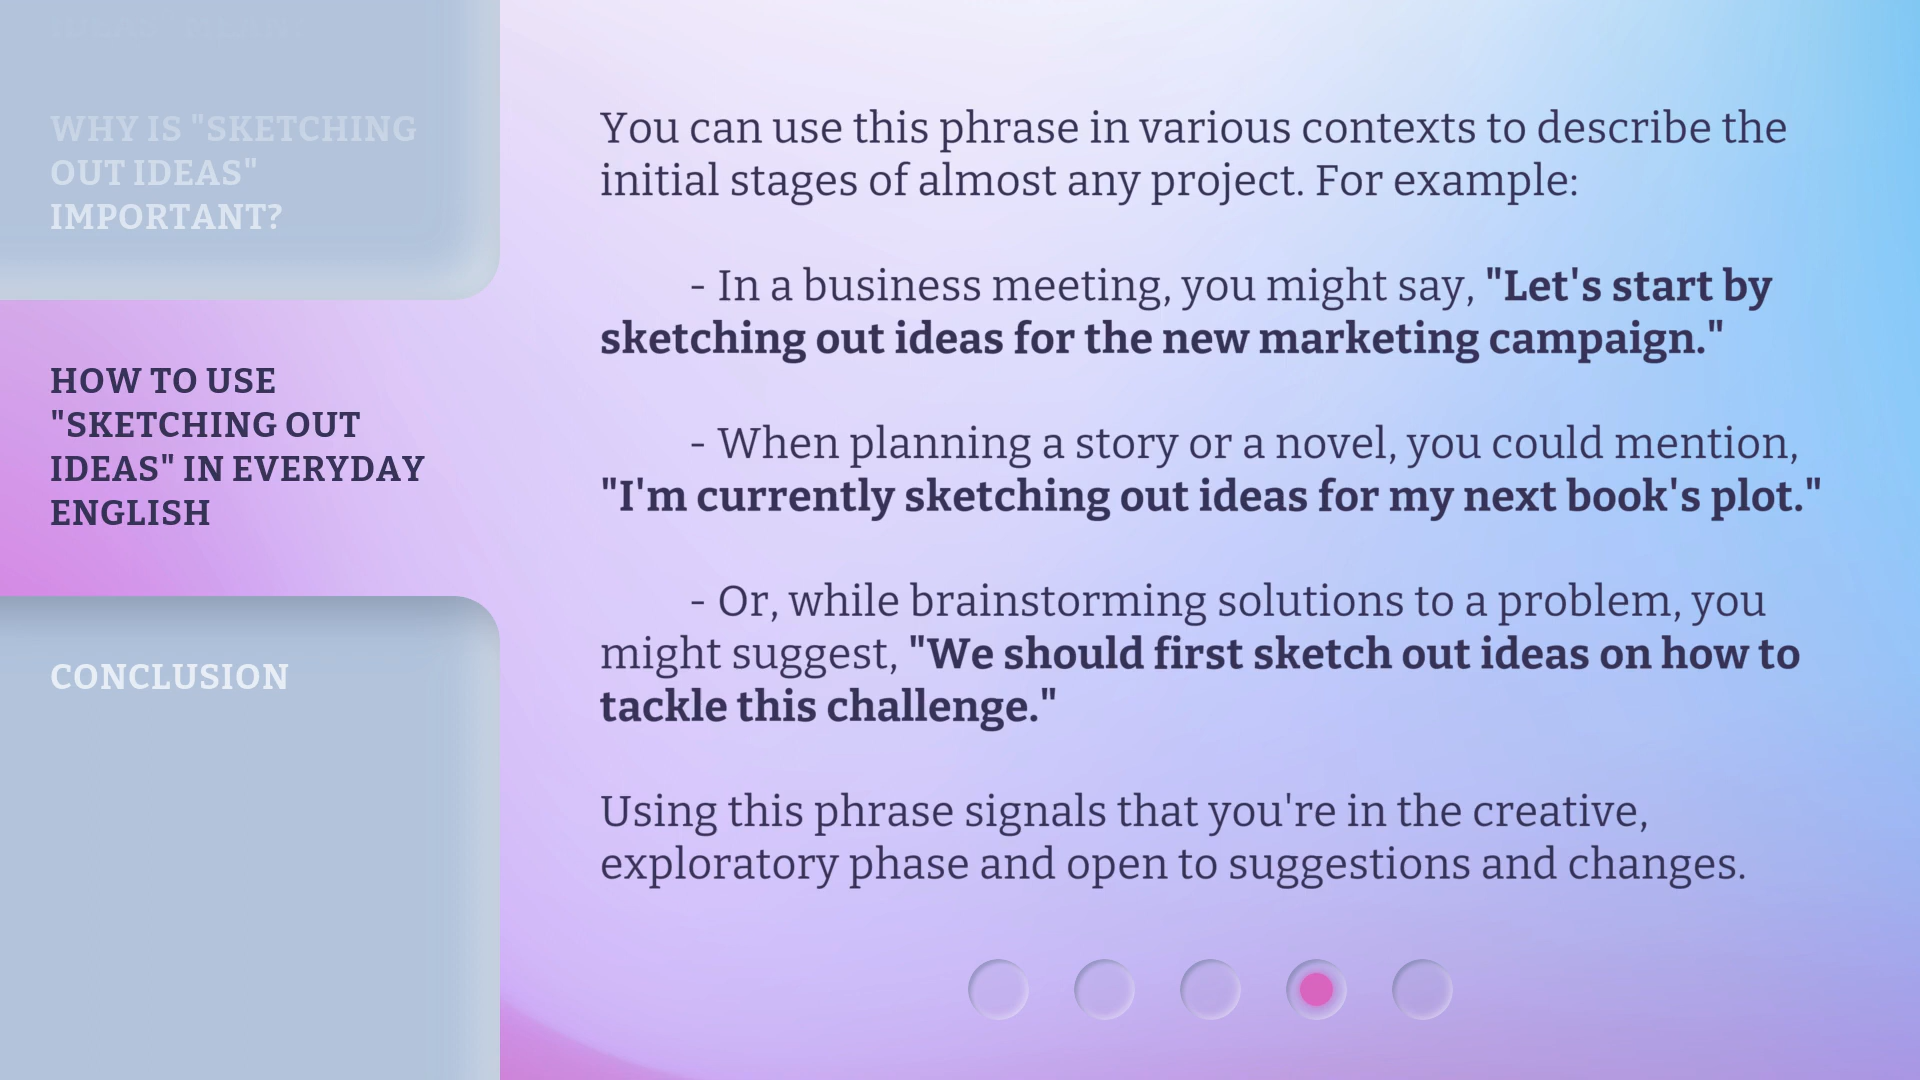 WHY IS "SKETCHING
OUT IDEAS"
IMPORTANT?
HOW TO USE
"SKETCHING OUT
IDEAS" IN EVERYDAY
ENGLISH
CONCLUSION
You can use this phrase in various contexts to describe the
initial stages of almost any project. For example:
- In a business meeting, you might say, "Let's start by
sketching out ideas for the new marketing campaign."
- When planning a story or a novel, you could mention,
"I'm currently sketching out ideas for my next book's plot."
- Or, while brainstorming solutions to a problem, you
might suggest, "We should first sketch out ideas on how to
tackle this challenge."
Using this phrase signals that you're in the creative,
exploratory phase and open to suggestions and changes.